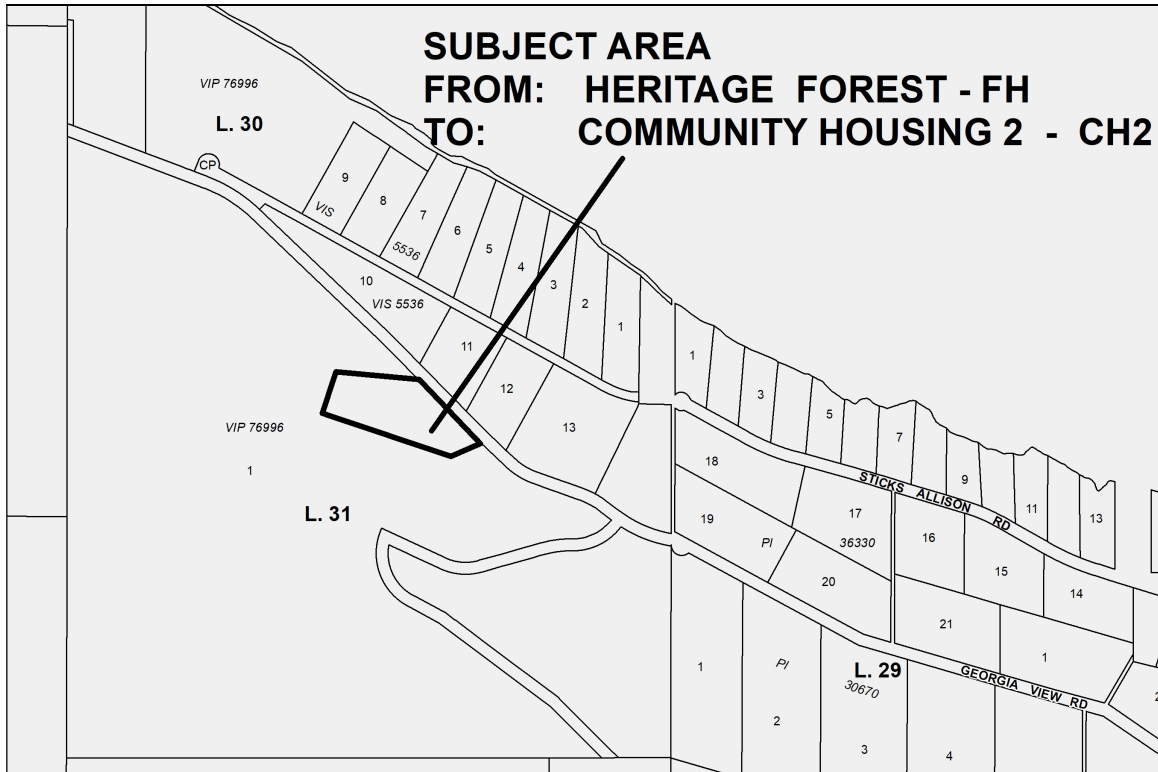 SUBJECT AREA
FROM: HERITAGE FOREST - FH
TO: COMMUNITY HOUSING 2 - CH2
VIP 76996
L. 30
CP
9
8
7
6
5
4
3
2
1
VIS
5536
10
VIS 5536
11
12
13
1
3
5
7
9
11
13
VIP 76996
1
L. 31
18
STICKS ALLISON RD
17
36330
16
15
14
19
Pl
20
21
1
L. 29
GEORGIA VIEW RD
1
Pl
30670
2
3
4
2